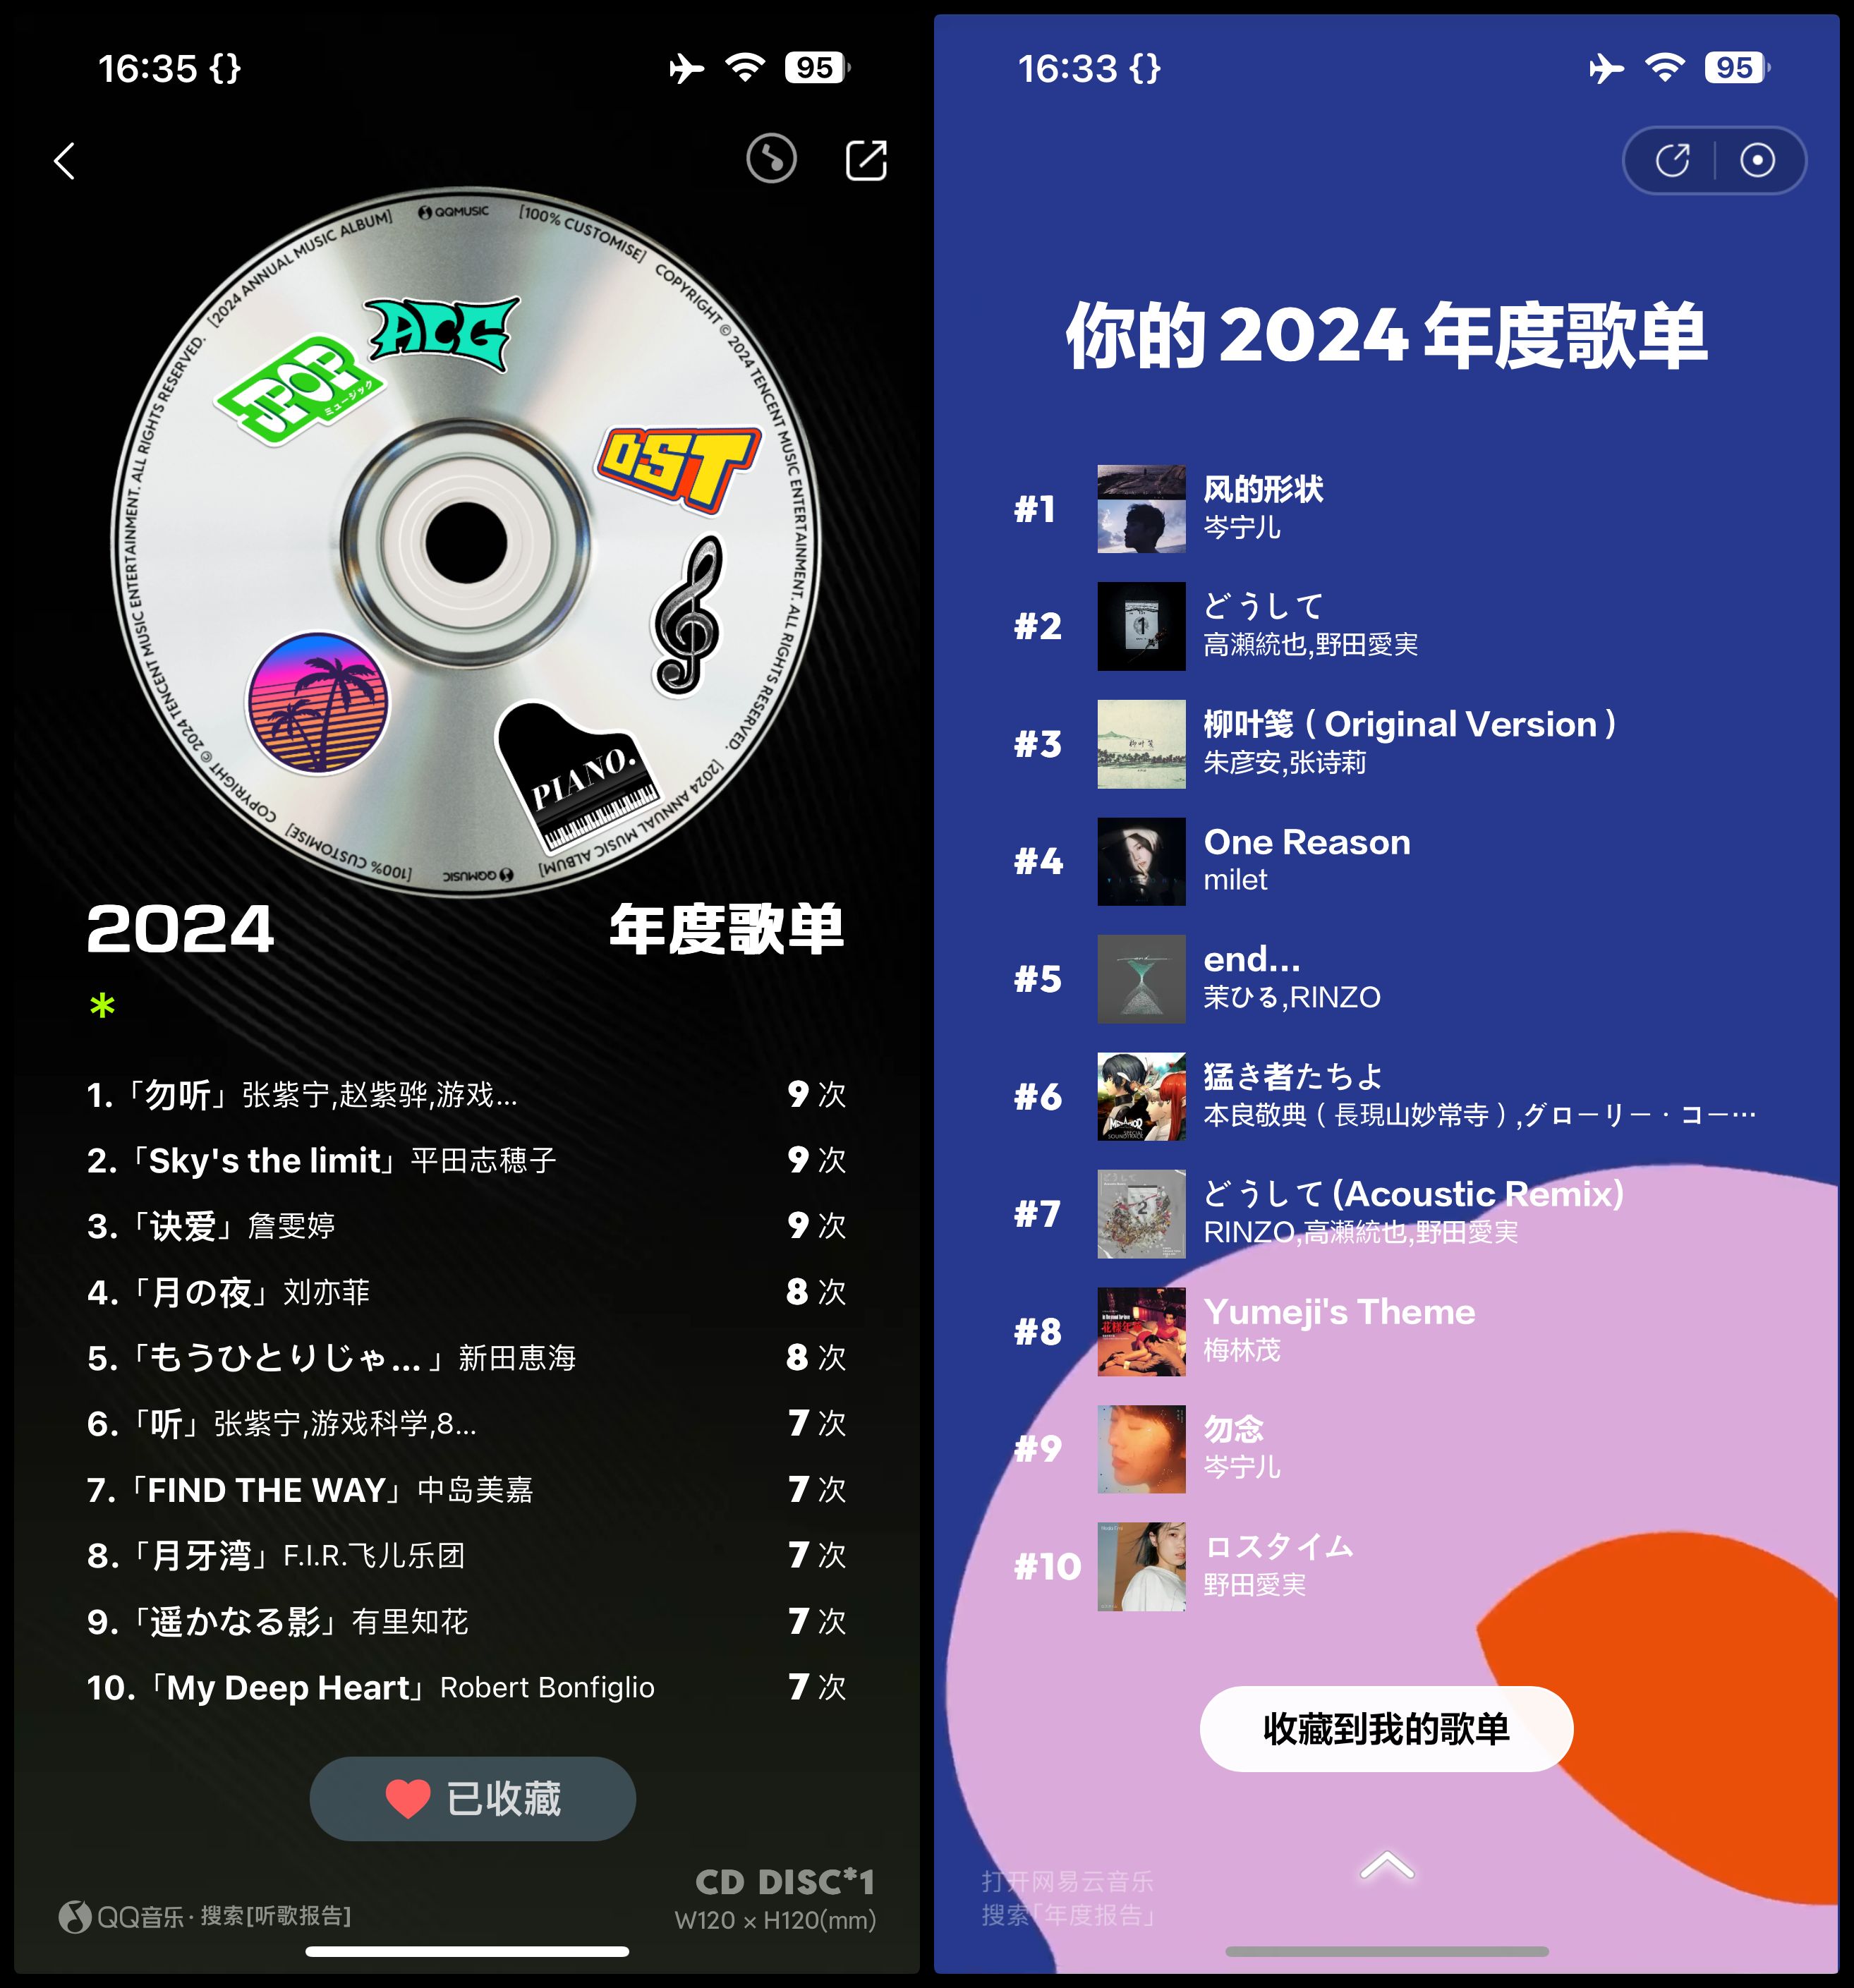 16:35 {}
95
[2024 ANNUAL MUSIC ALBUM] QQMUSIC [100% CUSTOMISE] COPYRIGHT © 2024 TENCENT MUSIC ENTERTAINMENT. ALL RIGHTS RESERVED.
[2024 ANNUAL MUSIC ALBUM] QQMUSIC [100% CUSTOMISE] COPYRIGHT © 2024 TENCENT MUSIC ENTERTAINMENT. ALL RIGHTS RESERVED.
ACG
JPOP
ミュージック
OST
PIANO.
2024 年度歌单
*
1.「勿听」张紫宁,赵紫骅,游戏... 9 次
2.「Sky's the limit」平田志穂子 9 次
3.「诀爱」詹雯婷 9 次
4.「月の夜」刘亦菲 8 次
5.「もうひとりじゃ...」新田恵海 8 次
6.「听」张紫宁,游戏科学,8... 7 次
7.「FIND THE WAY」中岛美嘉 7 次
8.「月牙湾」F.I.R.飞儿乐团 7 次
9.「遥かなる影」有里知花 7 次
10.「My Deep Heart」Robert Bonfiglio 7 次
已收藏
CD DISC*1
QQ音乐·搜索[听歌报告]
W120 × H120(mm)
16:33 {}
95
你的 2024 年度歌单
#1
风的形状
岑宁儿
#2
1
どうして
高瀬統也,野田愛実
#3
柳叶笺
柳叶笺（Original Version）
朱彦安,张诗莉
#4
One Reason
milet
#5
end...
茉ひる,RINZO
#6
猛き者たちよ
本良敬典（長現山妙常寺）,グローリー・コー…
#7
2
どうして (Acoustic Remix)
RINZO,高瀬統也,野田愛実
#8
花樣年華
Yumeji's Theme
梅林茂
#9
勿念
岑宁儿
#10
ロスタイム
野田愛実
收藏到我的歌单
打开网易云音乐
搜索「年度报告」